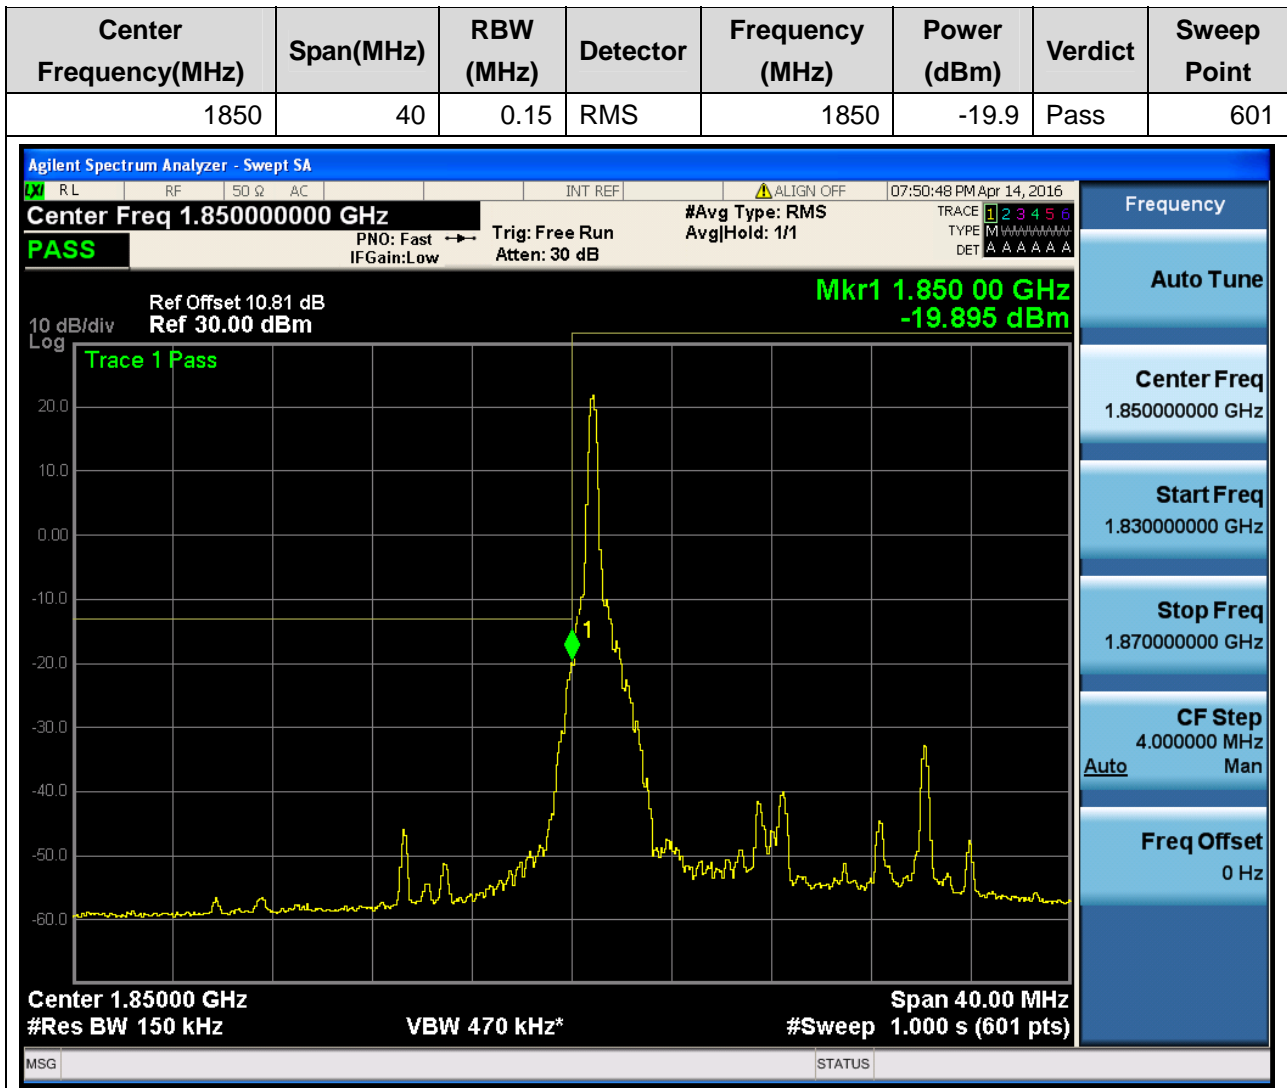 Center Frequency(MHz) Span(MHz) RBW (MHz) Detector Frequency (MHz) Power (dBm) Verdict Sweep Point
1850 40 0.15 RMS 1850 -19.9 Pass 601
Agilent Spectrum Analyzer - Swept SA
LXI RL RF 50 Ω AC INT REF ALIGN OFF 07:50:48 PM Apr 14, 2016
Center Freq 1.850000000 GHz
#Avg Type: RMS
TRACE 1 2 3 4 5 6
PASS
PNO: Fast
Trig: Free Run
Avg|Hold: 1/1
TYPE M WWWWW
IFGain:Low
Atten: 30 dB
DET A A A A A A
Mkr1 1.850 00 GHz
-19.895 dBm
Ref Offset 10.81 dB
10 dB/div Ref 30.00 dBm
Log
Trace 1 Pass
20.0
10.0
0.00
-10.0
1
-20.0
-30.0
-40.0
-50.0
-60.0
Center 1.85000 GHz
Span 40.00 MHz
#Res BW 150 kHz
VBW 470 kHz*
#Sweep 1.000 s (601 pts)
MSG
STATUS
Frequency
Auto Tune
Center Freq
1.850000000 GHz
Start Freq
1.830000000 GHz
Stop Freq
1.870000000 GHz
CF Step
4.000000 MHz
Auto Man
Freq Offset
0 Hz